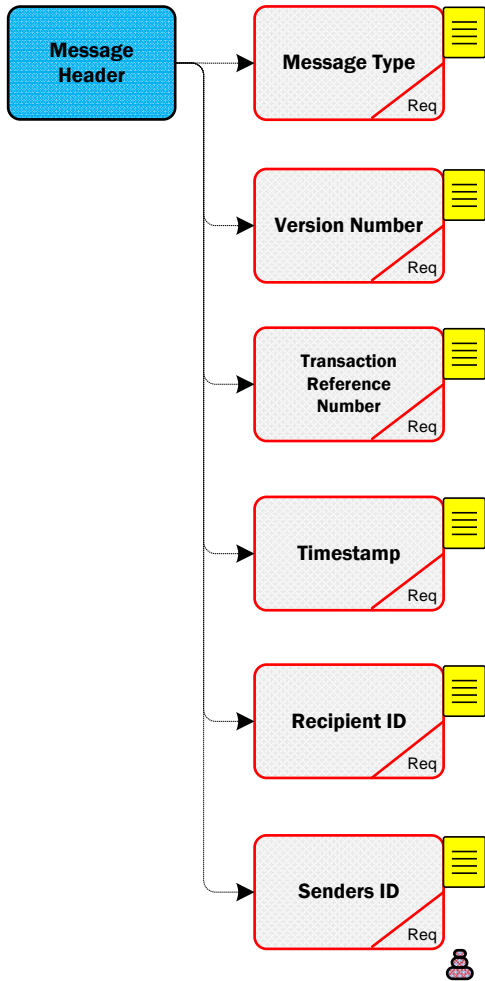 Message
Header
Message Type
Req
Version Number
Req
Transaction
Reference
Number
Req
Timestamp
Req
Recipient ID
Req
Senders ID
Req